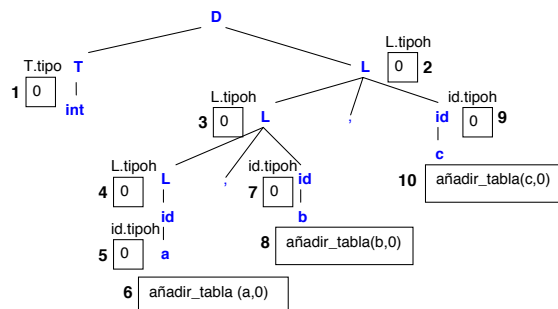 D
T.tipo L.tipoh
1 0 T L 0 2
int
L.tipoh id.tipoh
3 0 L , id 0 9
c
L.tipoh id.tipoh
4 0 L , 7 0 id 10 añadir_tabla(c,0)
id b
id.tipoh
5 0 a 8 añadir_tabla(b,0)
6 añadir_tabla (a,0)